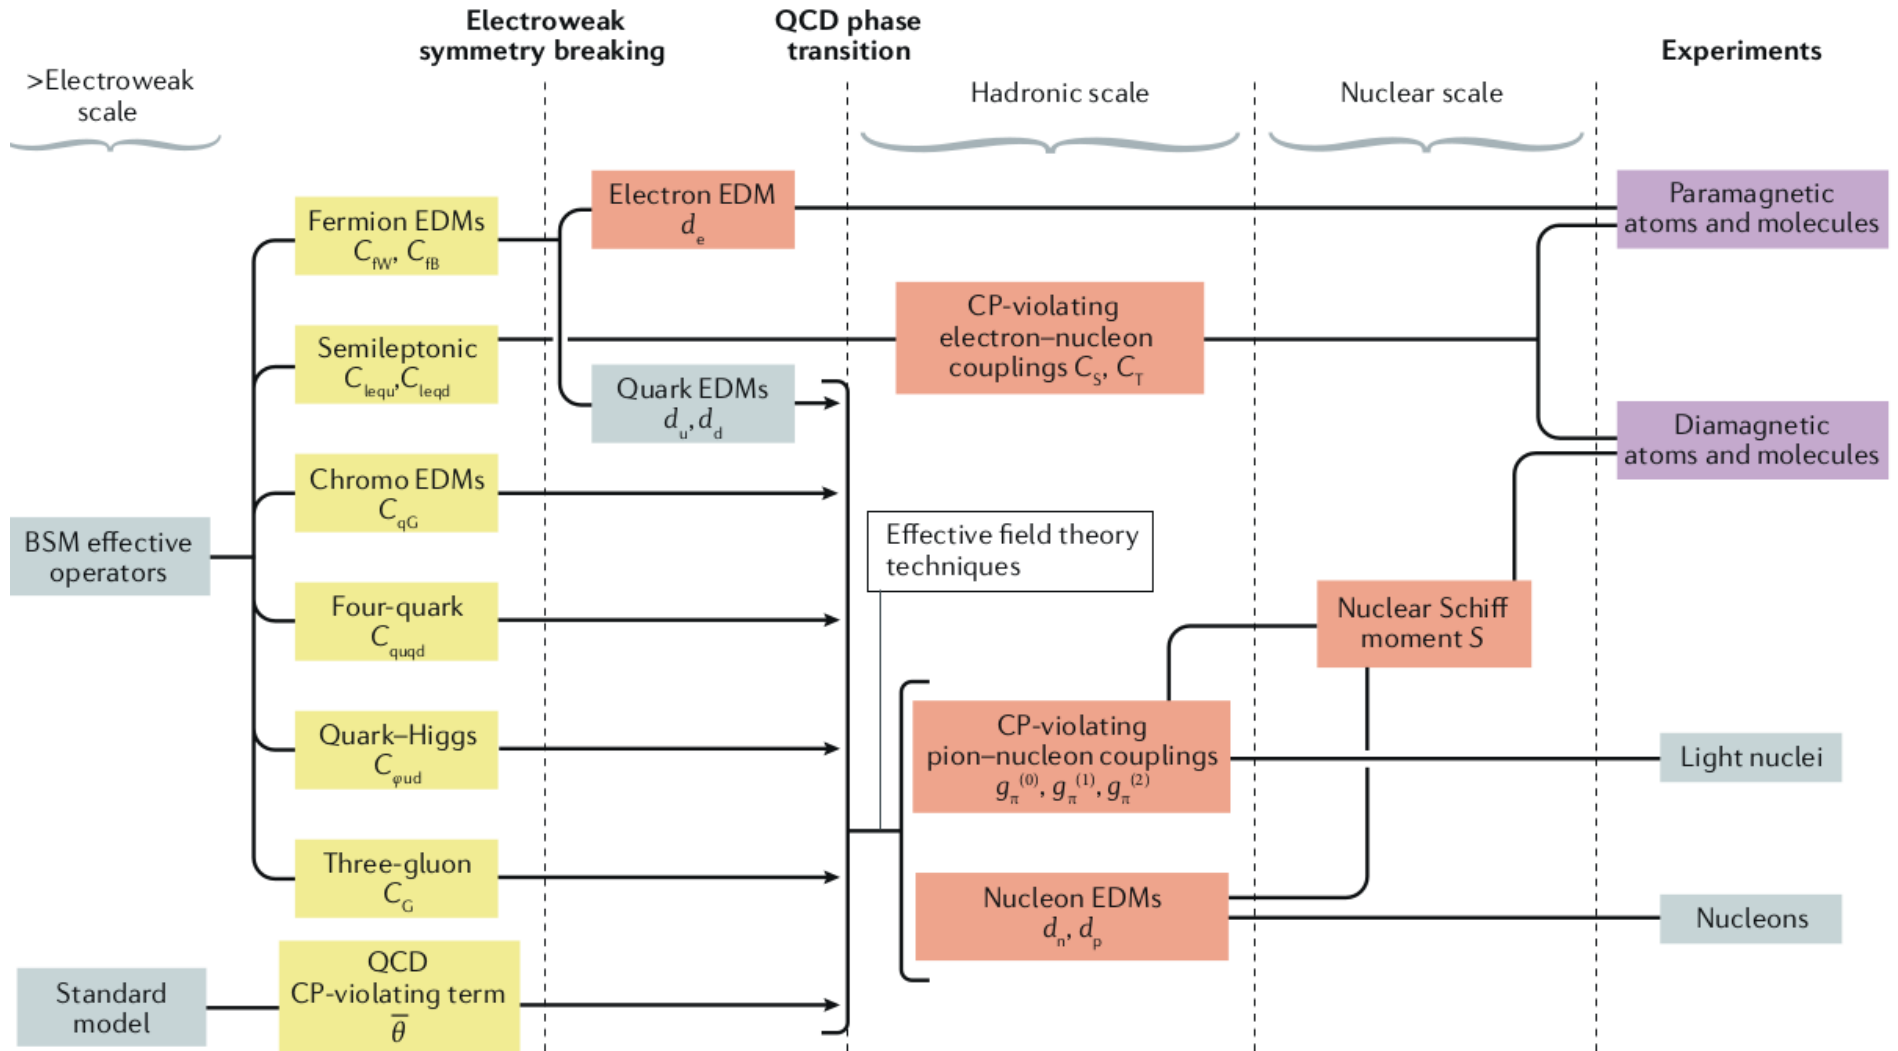 Electroweak
symmetry breaking
QCD phase
transition
Experiments
>Electroweak
scale
Hadronic scale
Nuclear scale
Fermion EDMs
C_fW, C_fB
Electron EDM
d_e
Paramagnetic
atoms and molecules
Semileptonic
C_lequ, C_leqd
CP-violating
electron–nucleon
couplings C_S, C_T
Quark EDMs
d_u, d_d
Diamagnetic
atoms and molecules
Chromo EDMs
C_qG
BSM effective
operators
Effective field theory
techniques
Four-quark
C_quqd
Nuclear Schiff
moment S
Quark–Higgs
C_φud
CP-violating
pion–nucleon couplings
g_π^(0), g_π^(1), g_π^(2)
Light nuclei
Three-gluon
C_G
Nucleon EDMs
d_n, d_p
Nucleons
Standard
model
QCD
CP-violating term
θ̅